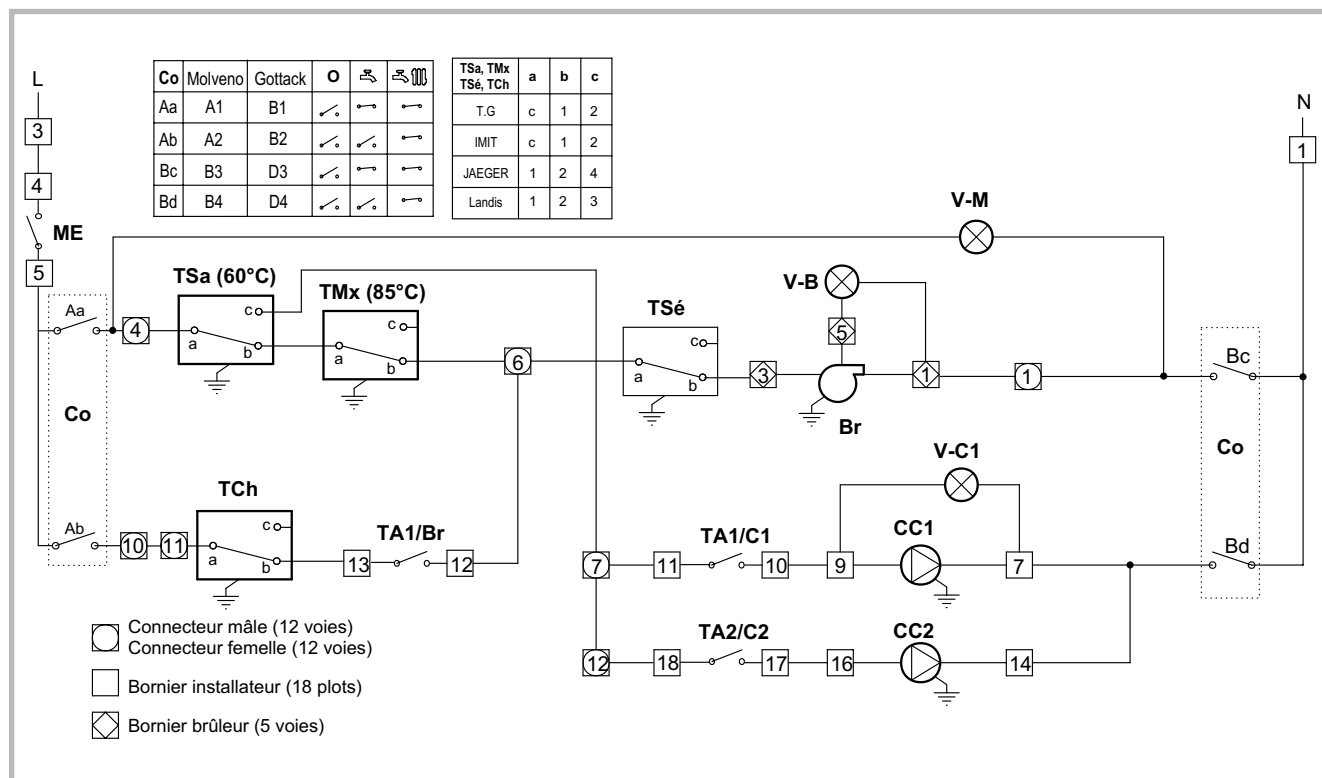 L
3
4
ME
5
Co Molveno Gottack O
Aa A1 B1
Ab A2 B2
Bc B3 D3
Bd B4 D4
TSa, TMx
TSé, TCh a b c
T.G c 1 2
IMIT c 1 2
JAEGER 1 2 4
Landis 1 2 3
N
1
V-M
TSa (60°C)
TMx (85°C)
V-B
TSé
Aa
4
c
a
b
c
a
b
6
c
a
b
3
5
1
1
Bc
Br
Co
Co
V-C1
TCh
TA1/Br
TA1/C1
CC1
Ab
10
11
c
a
b
13
12
7
11
10
9
7
Bd
TA2/C2
CC2
12
18
17
16
14
Connecteur mâle (12 voies)
Connecteur femelle (12 voies)
Bornier installateur (18 plots)
Bornier brûleur (5 voies)